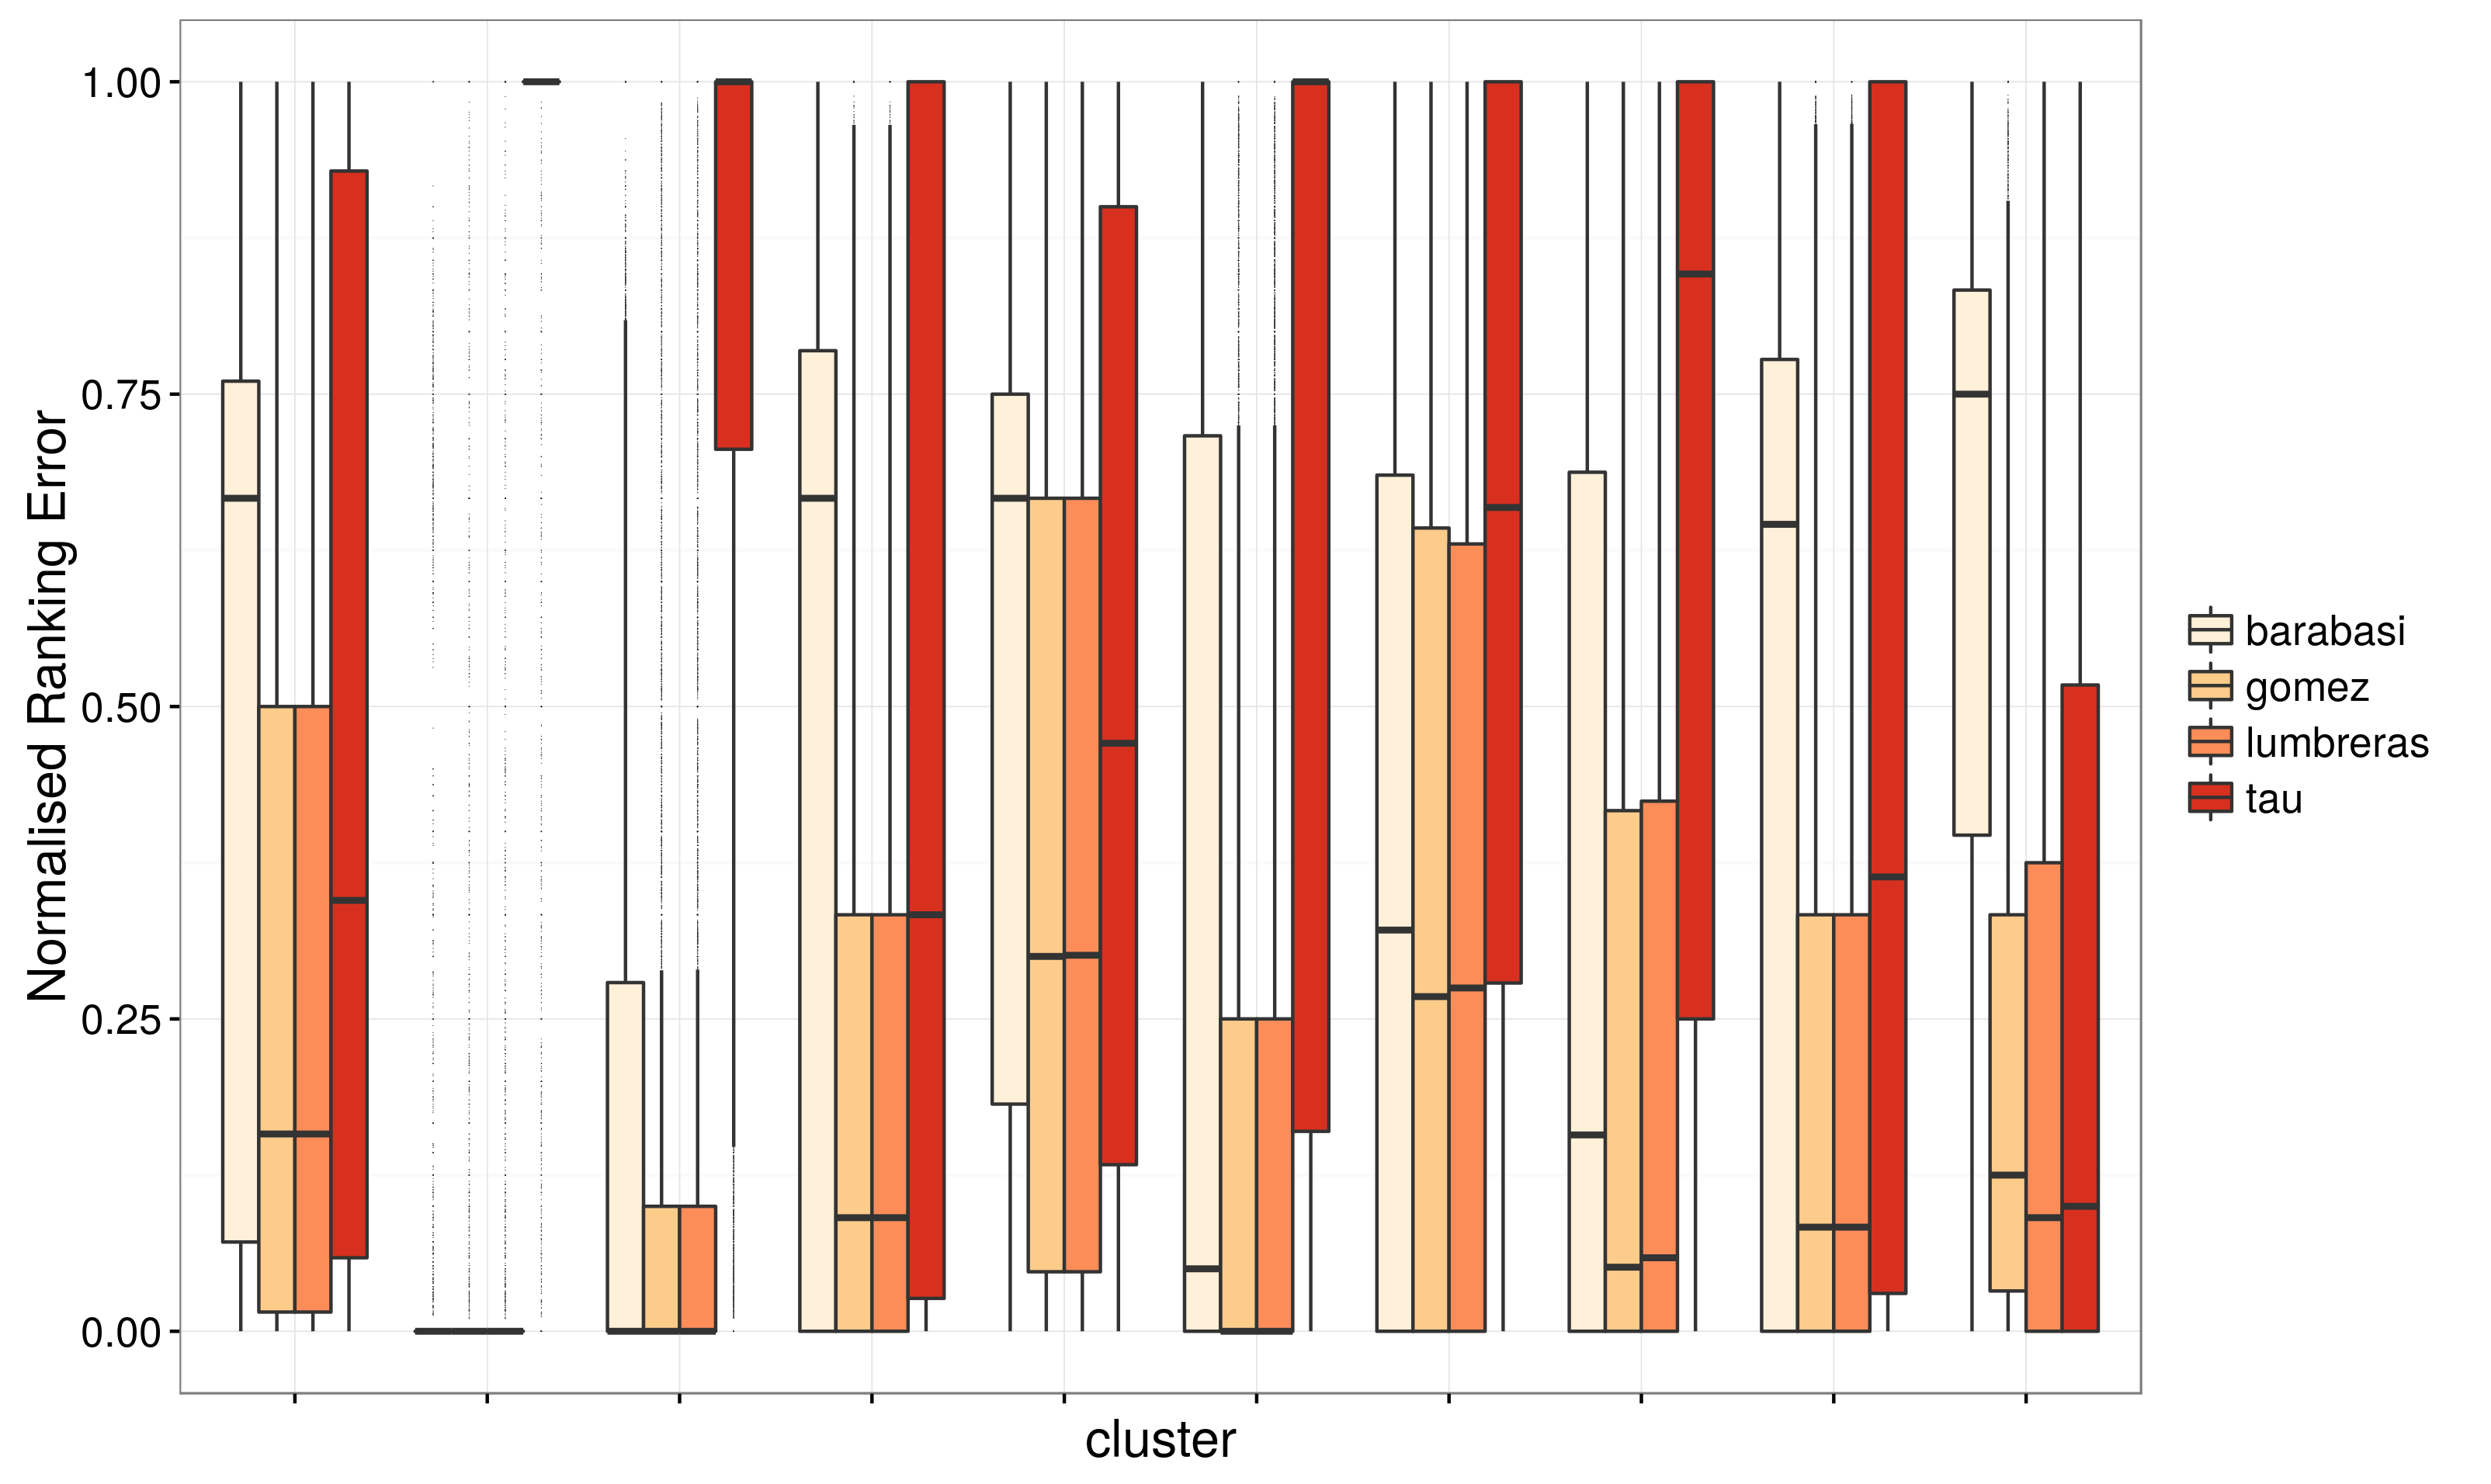 Normalised Ranking Error
1.00
0.75
0.50
0.25
0.00
cluster
barabasi
gomez
lumbreras
tau